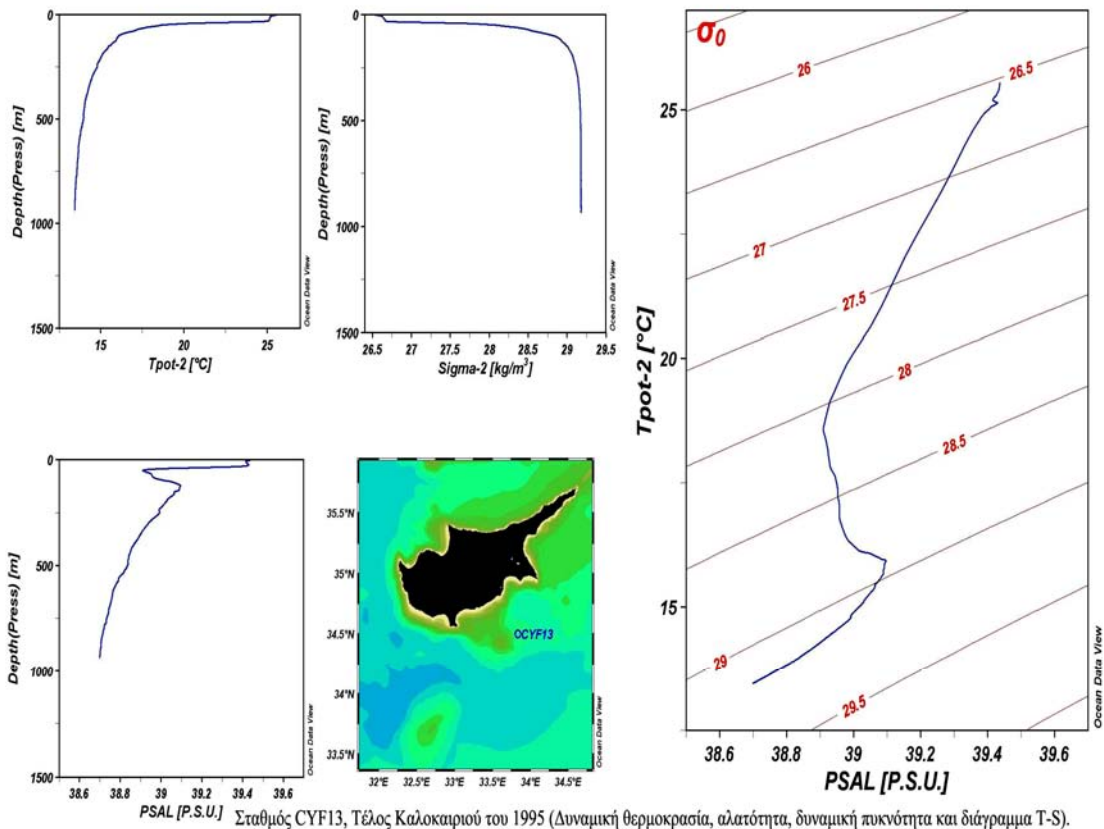 0
500
1000
1500
Depth(Press) [m]
15
20
25
Tpot-2 [°C]
Ocean Data View
0
500
1000
1500
Depth(Press) [m]
26.5
27
27.5
28
28.5
29
29.5
Sigma-2 [kg/m³]
Ocean Data View
σ0
26
26.5
27
27.5
28
28.5
29
29.5
25
20
15
Tpot-2 [°C]
38.6
38.8
39
39.2
39.4
39.6
PSAL [P.S.U.]
Ocean Data View
0
500
1000
1500
Depth(Press) [m]
38.6
38.8
39
39.2
39.4
39.6
PSAL [P.S.U.]
Ocean Data View
35.5°N
35°N
34.5°N
34°N
33.5°N
32°E
32.5°E
33°E
33.5°E
34°E
34.5°E
CYF13
Ocean Data View
Σταθμός CYF13, Τέλος Καλοκαιριού του 1995 (Δυναμική θερμοκρασία, αλατότητα, δυναμική πυκνότητα και διάγραμμα T-S).